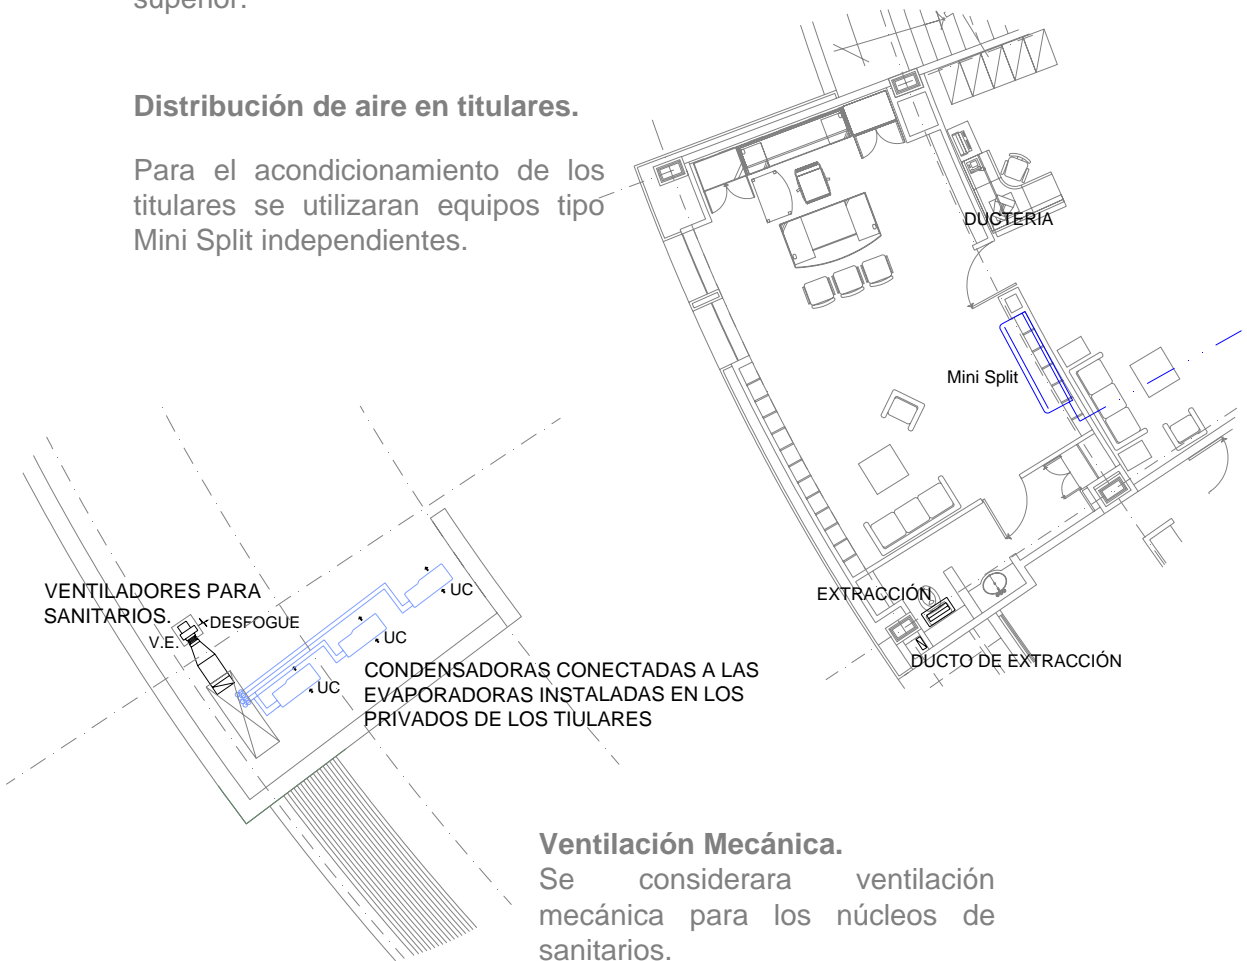 superior.
Distribución de aire en titulares.
Para el acondicionamiento de los
titulares se utilizaran equipos tipo
Mini Split independientes.
DUCTERIA
Mini Split
EXTRACCIÓN
DUCTO DE EXTRACCIÓN
VENTILADORES PARA
SANITARIOS.
DESFOGUE
V.E.
UC
UC
UC
CONDENSADORAS CONECTADAS A LAS
EVAPORADORAS INSTALADAS EN LOS
PRIVADOS DE LOS TIULARES
Ventilación Mecánica.
Se considerara ventilación
mecánica para los núcleos de
sanitarios.